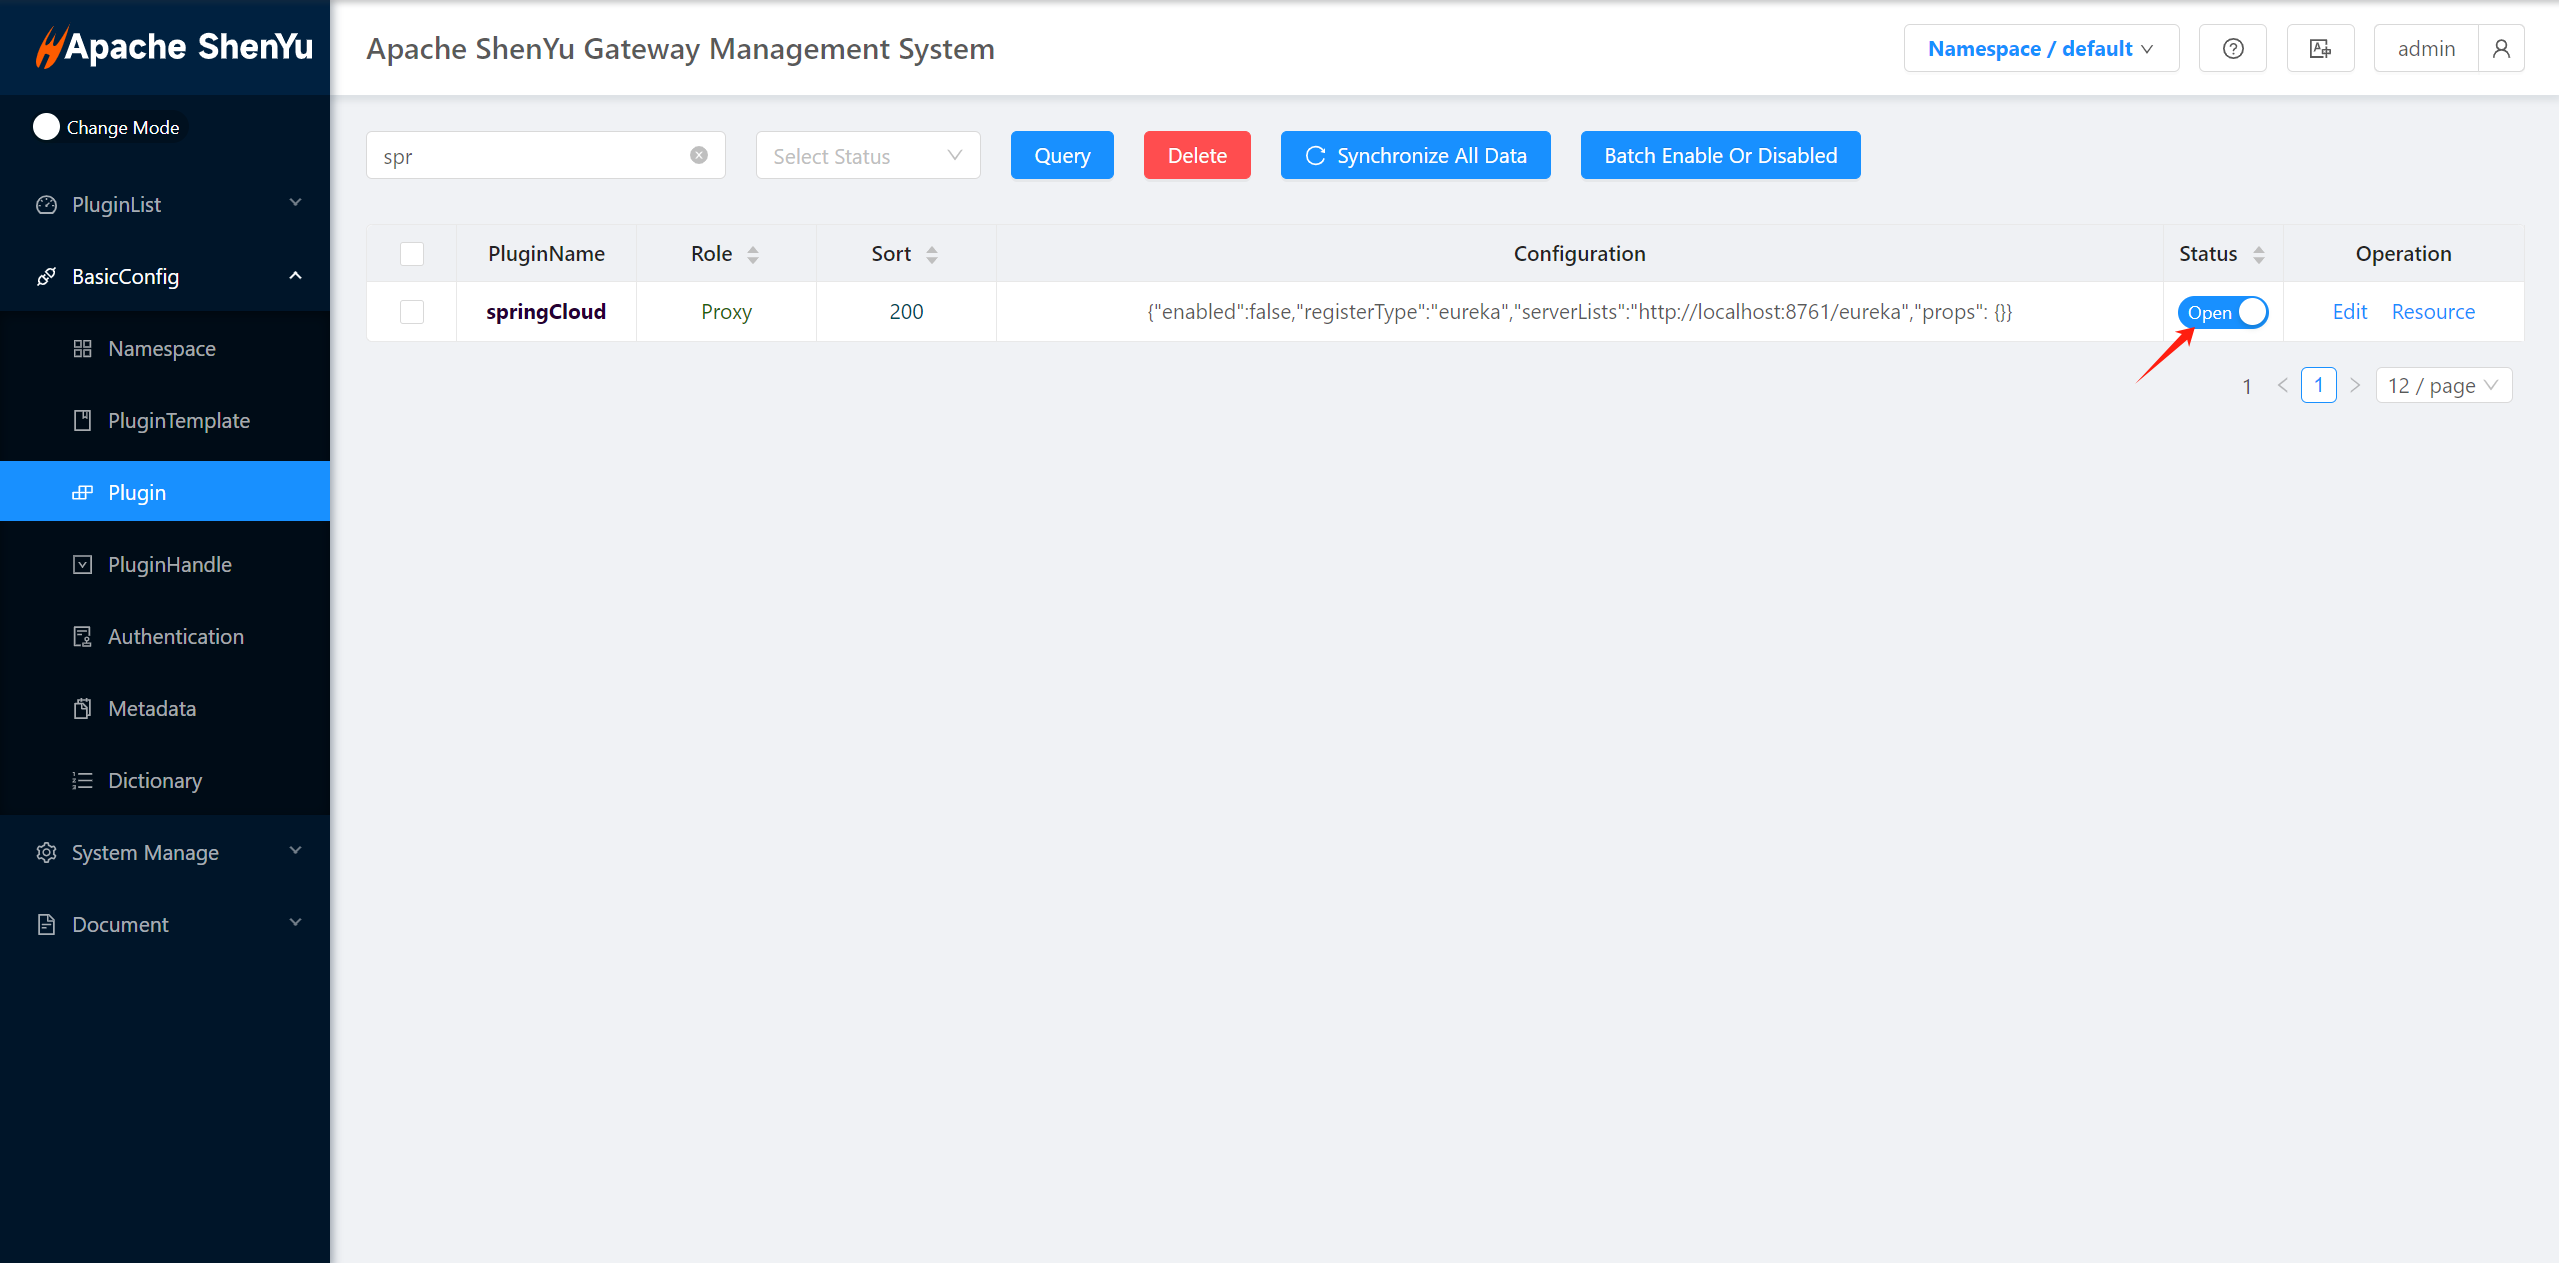 Apache ShenYu
Apache ShenYu Gateway Management System
Namespace / default
admin
Change Mode
PluginList
BasicConfig
Namespace
PluginTemplate
Plugin
PluginHandle
Authentication
Metadata
Dictionary
System Manage
Document
spr
Select Status
Query
Delete
Synchronize All Data
Batch Enable Or Disabled
PluginName
Role
Sort
Configuration
Status
Operation
springCloud
Proxy
200
{"enabled":false,"registerType":"eureka","serverLists":"http://localhost:8761/eureka","props": {}}
Open
Edit
Resource
1
1
12 / page